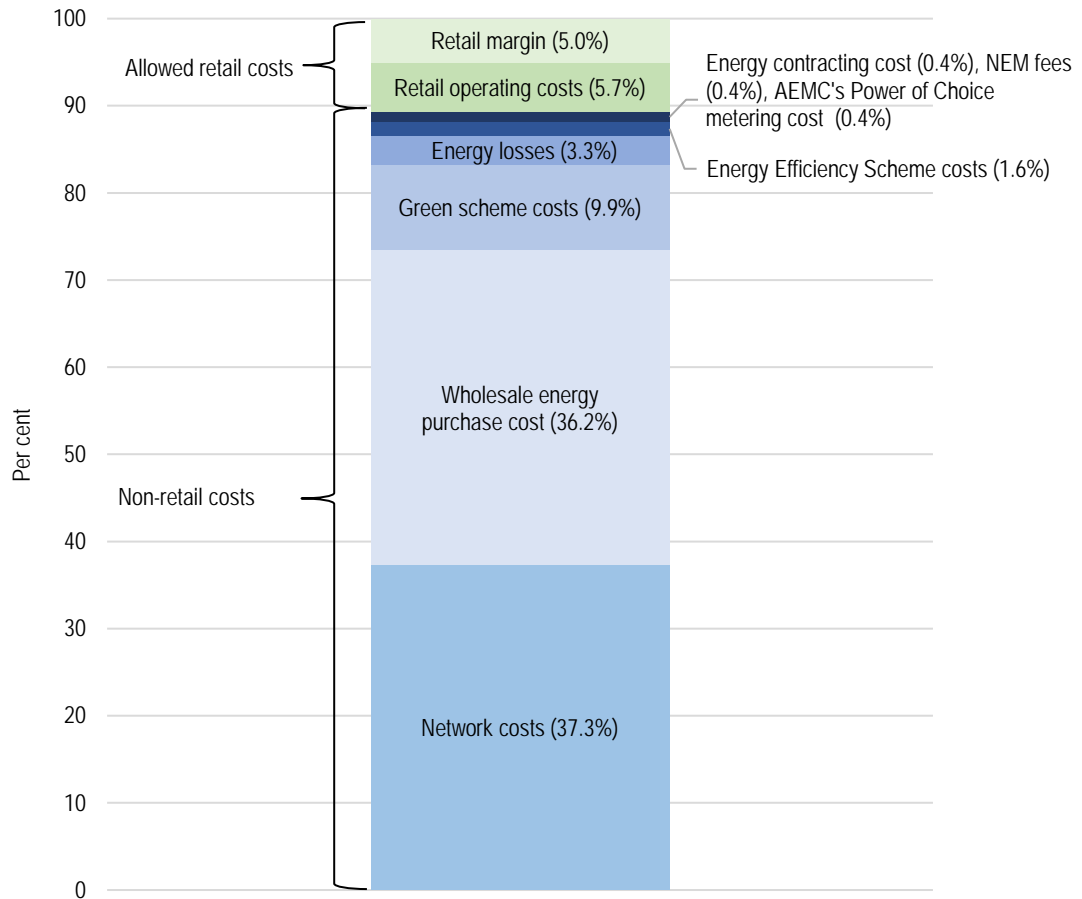 100
90
80
70
60
50
40
30
20
10
0
Per cent
Allowed retail costs
Non-retail costs
Retail margin (5.0%)
Retail operating costs (5.7%)
Energy losses (3.3%)
Green scheme costs (9.9%)
Wholesale energy
purchase cost (36.2%)
Network costs (37.3%)
Energy contracting cost (0.4%), NEM fees
(0.4%), AEMC's Power of Choice
metering cost (0.4%)
Energy Efficiency Scheme costs (1.6%)